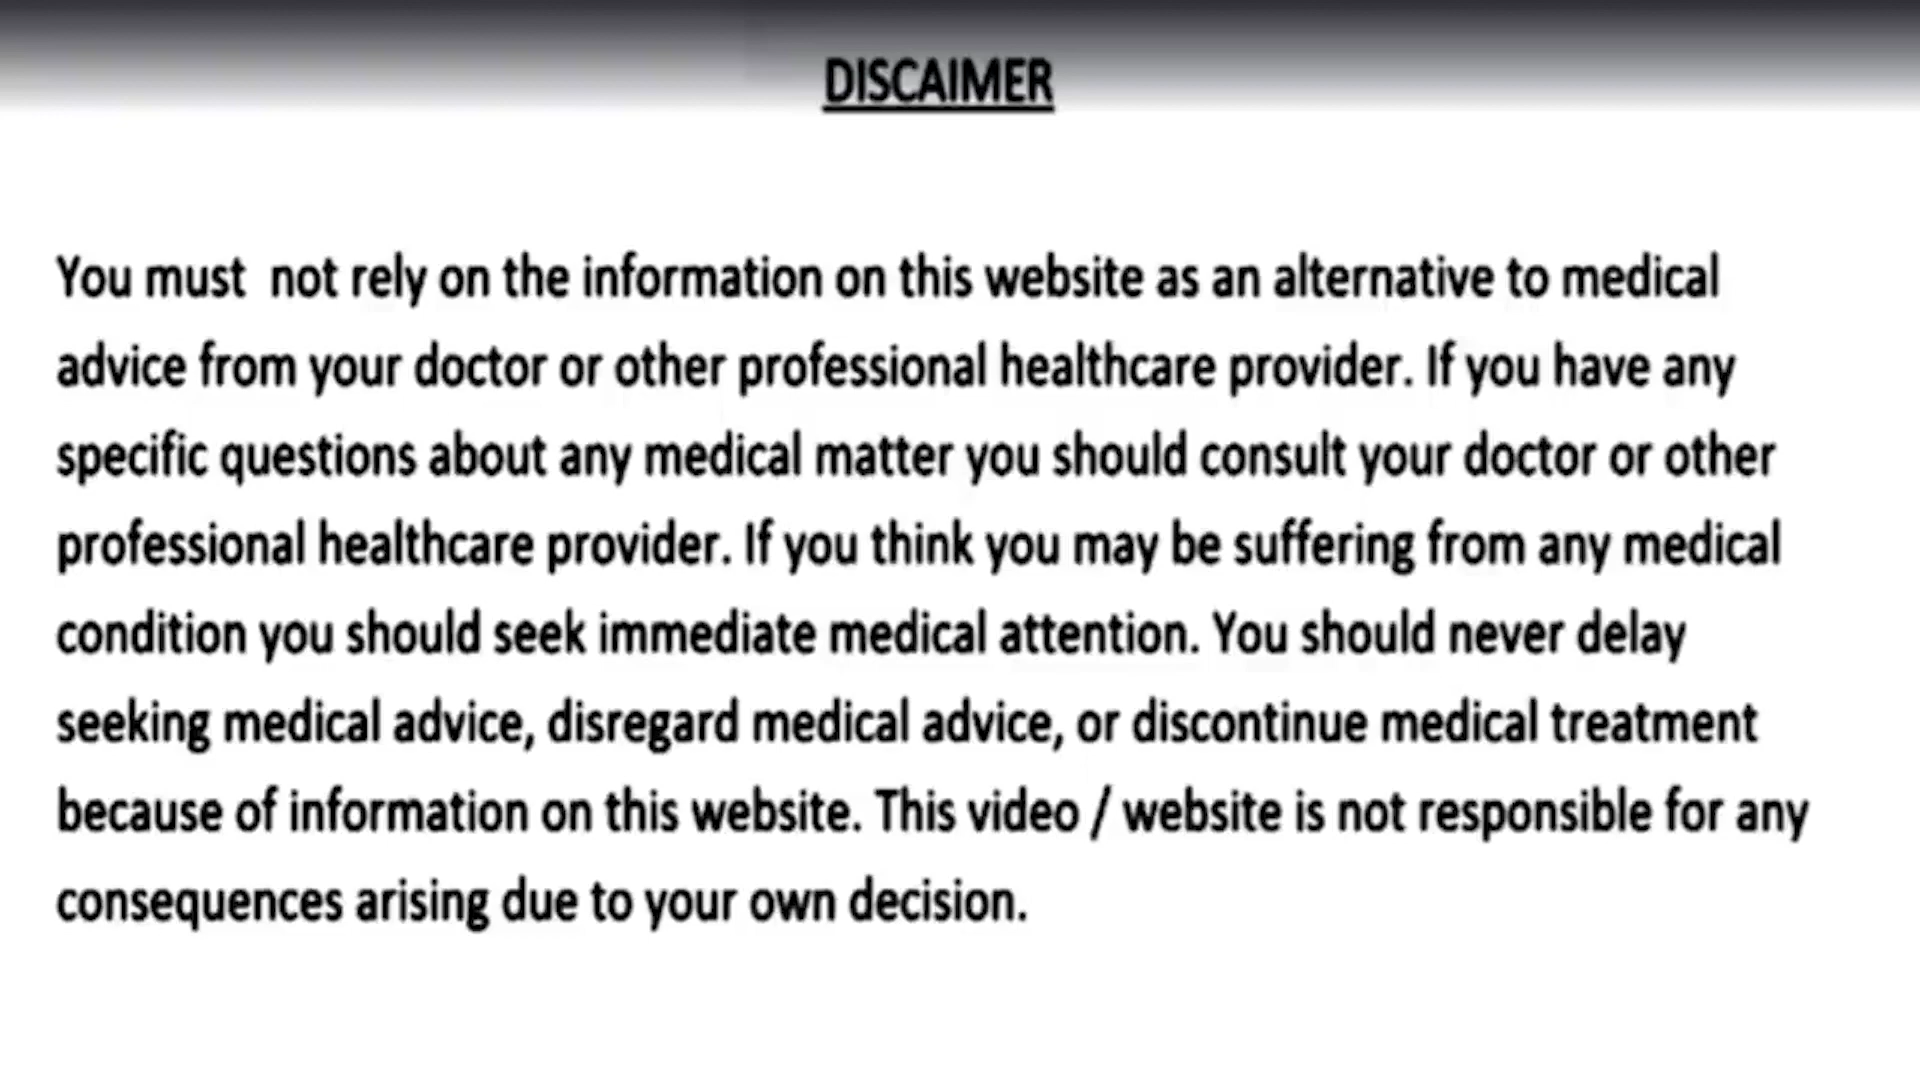 DISCAIMER
You must  not rely on the information on this website as an alternative to medical
advice from your doctor or other professional healthcare provider. If you have any
specific questions about any medical matter you should consult your doctor or other
professional healthcare provider. If you think you may be suffering from any medical
condition you should seek immediate medical attention. You should never delay
seeking medical advice, disregard medical advice, or discontinue medical treatment
because of information on this website. This video / website is not responsible for any
consequences arising due to your own decision.